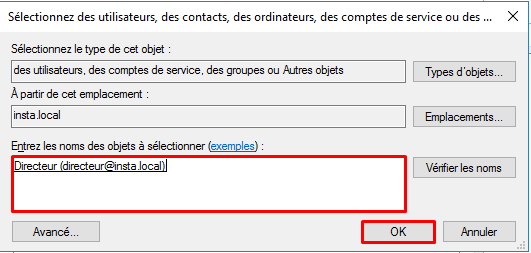 Sélectionnez des utilisateurs, des contacts, des ordinateurs, des comptes de service ou des ...
Sélectionnez le type de cet objet :
des utilisateurs, des comptes de service, des groupes ou Autres objets
Types d'objets...
À partir de cet emplacement :
insta.local
Emplacements...
Entrez les noms des objets à sélectionner (exemples) :
Directeur (directeur@insta.local)
Vérifier les noms
Avancé...
OK
Annuler